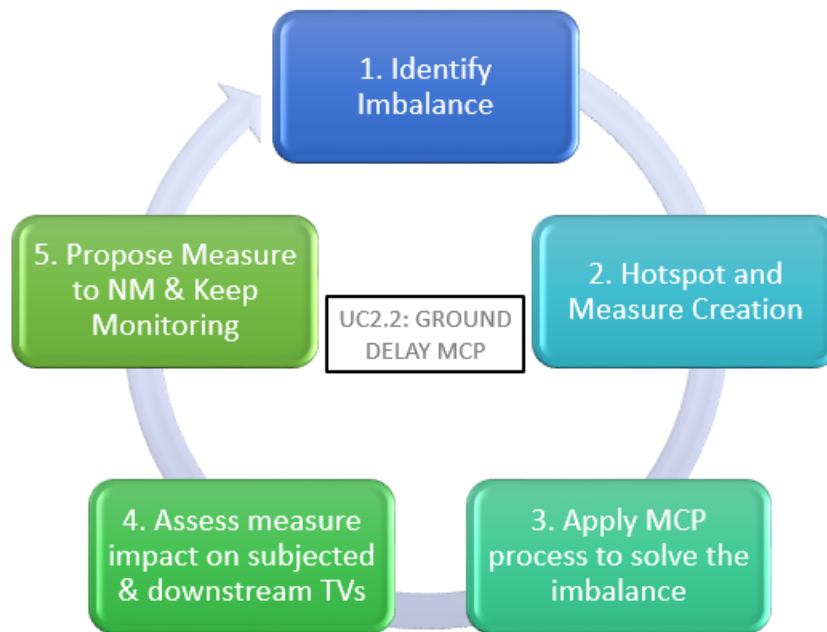 1. Identify
Imbalance
2. Hotspot and
Measure Creation
3. Apply MCP
process to solve the
imbalance
4. Assess measure
impact on subjected
& downstream TVs
5. Propose Measure
to NM & Keep
Monitoring
UC2.2: GROUND
DELAY MCP